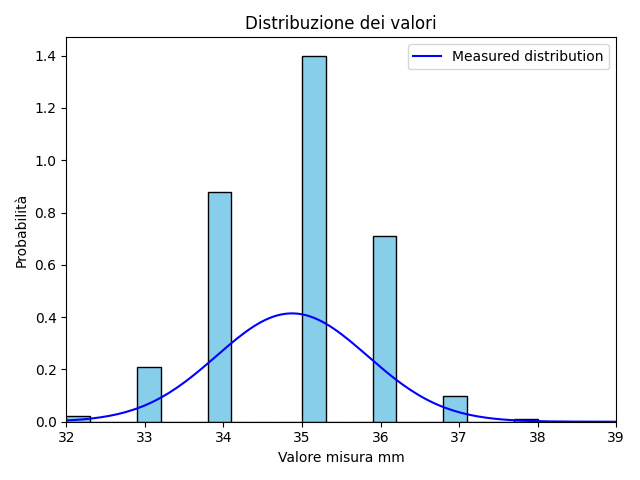 Distribuzione dei valori
Measured distribution
Probabilità
1.4
1.2
1.0
0.8
0.6
0.4
0.2
0.0
32 33 34 35 36 37 38 39
Valore misura mm